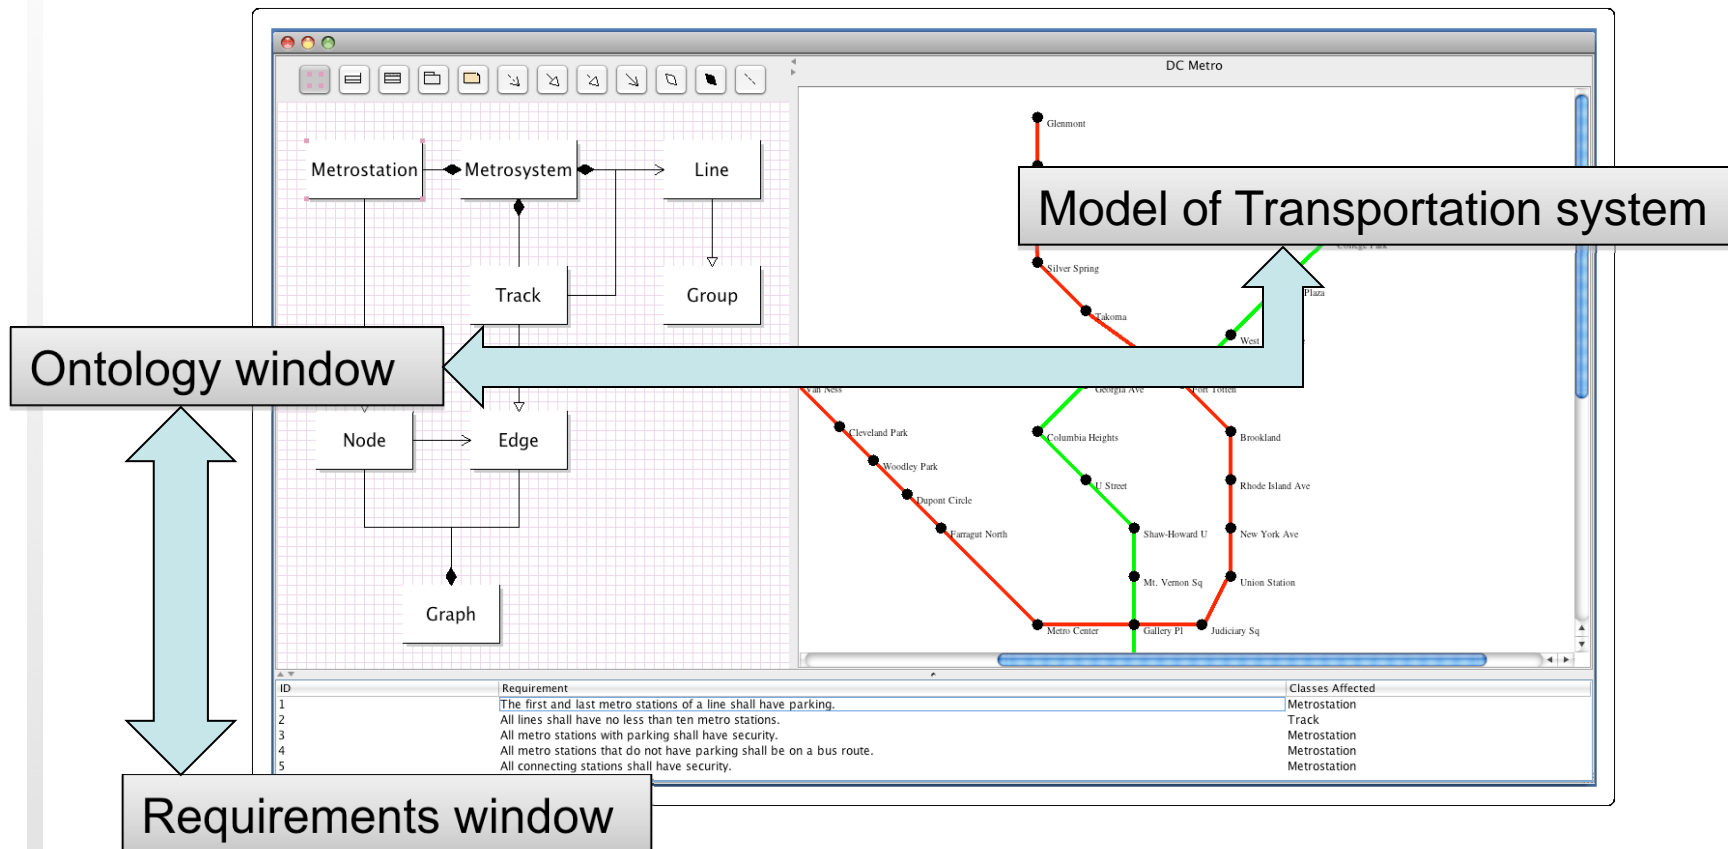 DC Metro
Glenmont
Metrostation
Metrosystem
Line
Model of Transportation system
Silver Spring
Track
Group
Plaza
Takoma
West
Ontology window
Georgia Ave
Cleveland Park
Columbia Heights
Brookland
Node
Edge
Woodley Park
U Street
Rhode Island Ave
Dupont Circle
Farragut North
Shaw-Howard U
New York Ave
Mt. Vernon Sq
Union Station
Graph
Metro Center
Gallery Pl
Judiciary Sq
ID Requirement Classes Affected
1 The first and last metro stations of a line shall have parking. Metrostation
2 All lines shall have no less than ten metro stations. Track
3 All metro stations with parking shall have security. Metrostation
4 All metro stations that do not have parking shall be on a bus route. Metrostation
5 All connecting stations shall have security. Metrostation
Requirements window